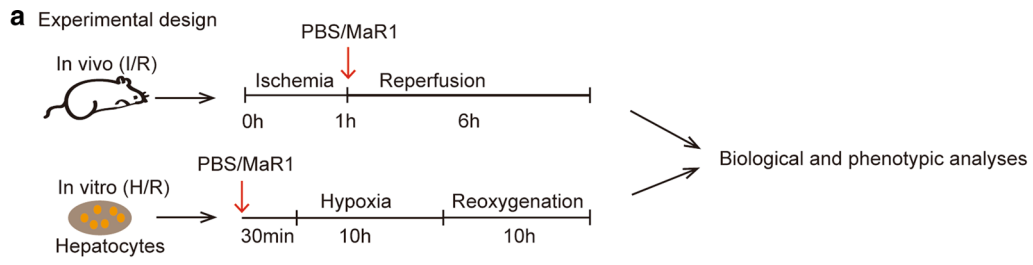 a Experimental design
PBS/MaR1
In vivo (I/R)
Ischemia Reperfusion
0h 1h 6h
Biological and phenotypic analyses
PBS/MaR1
In vitro (H/R)
Hypoxia Reoxygenation
30min 10h 10h
Hepatocytes